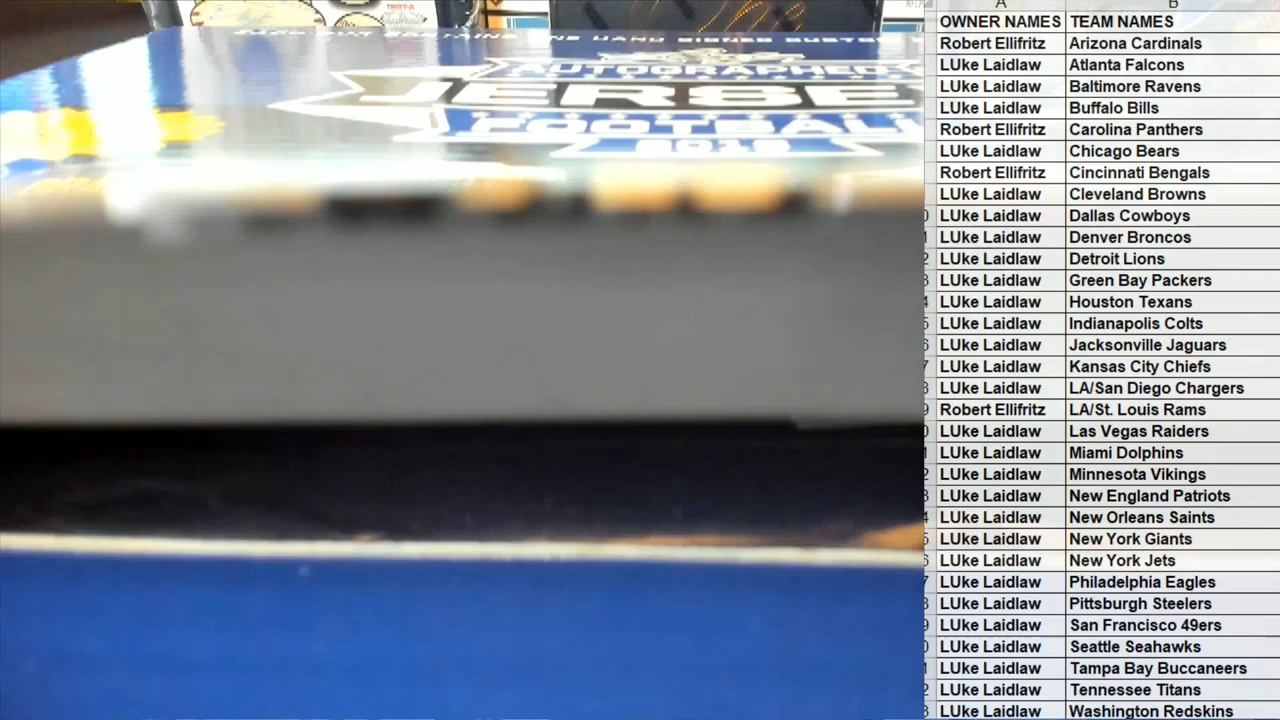 A B
OWNER NAMES TEAM NAMES
Robert Ellifritz Arizona Cardinals
LUke Laidlaw Atlanta Falcons
LUke Laidlaw Baltimore Ravens
LUke Laidlaw Buffalo Bills
Robert Ellifritz Carolina Panthers
LUke Laidlaw Chicago Bears
Robert Ellifritz Cincinnati Bengals
LUke Laidlaw Cleveland Browns
LUke Laidlaw Dallas Cowboys
LUke Laidlaw Denver Broncos
LUke Laidlaw Detroit Lions
LUke Laidlaw Green Bay Packers
LUke Laidlaw Houston Texans
LUke Laidlaw Indianapolis Colts
LUke Laidlaw Jacksonville Jaguars
LUke Laidlaw Kansas City Chiefs
LUke Laidlaw LA/San Diego Chargers
Robert Ellifritz LA/St. Louis Rams
LUke Laidlaw Las Vegas Raiders
LUke Laidlaw Miami Dolphins
LUke Laidlaw Minnesota Vikings
LUke Laidlaw New England Patriots
LUke Laidlaw New Orleans Saints
LUke Laidlaw New York Giants
LUke Laidlaw New York Jets
LUke Laidlaw Philadelphia Eagles
LUke Laidlaw Pittsburgh Steelers
LUke Laidlaw San Francisco 49ers
LUke Laidlaw Seattle Seahawks
LUke Laidlaw Tampa Bay Buccaneers
LUke Laidlaw Tennessee Titans
LUke Laidlaw Washington Redskins
AUTOGRAPHED
JERSE
FOOTBALL